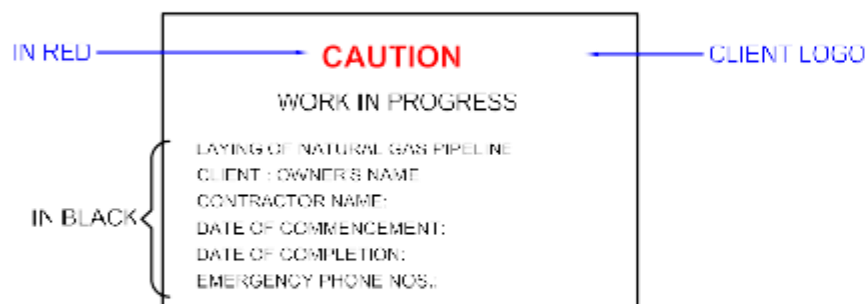 IN RED
CAUTION
CLIENT LOGO
WORK IN PROGRESS
IN BLACK
LAYING OF NATURAL GAS PIPELINE
CLIENT : OWNER'S NAME
CONTRACTOR NAME:
DATE OF COMMENCEMENT:
DATE OF COMPLETION:
EMERGENCY PHONE NOS.: